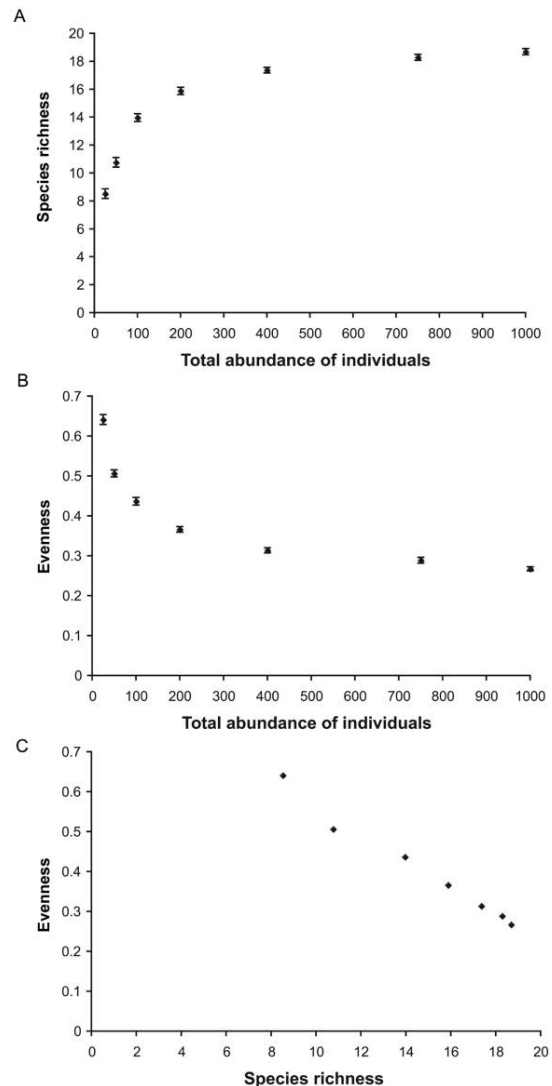 A
20
18
16
14
12
10
8
6
4
2
0
Species richness
0 100 200 300 400 500 600 700 800 900 1000
Total abundance of individuals
B
0.7
0.6
0.5
0.4
0.3
0.2
0.1
0
Evenness
0 100 200 300 400 500 600 700 800 900 1000
Total abundance of individuals
C
0.7
0.6
0.5
0.4
0.3
0.2
0.1
0
Evenness
0 2 4 6 8 10 12 14 16 18 20
Species richness